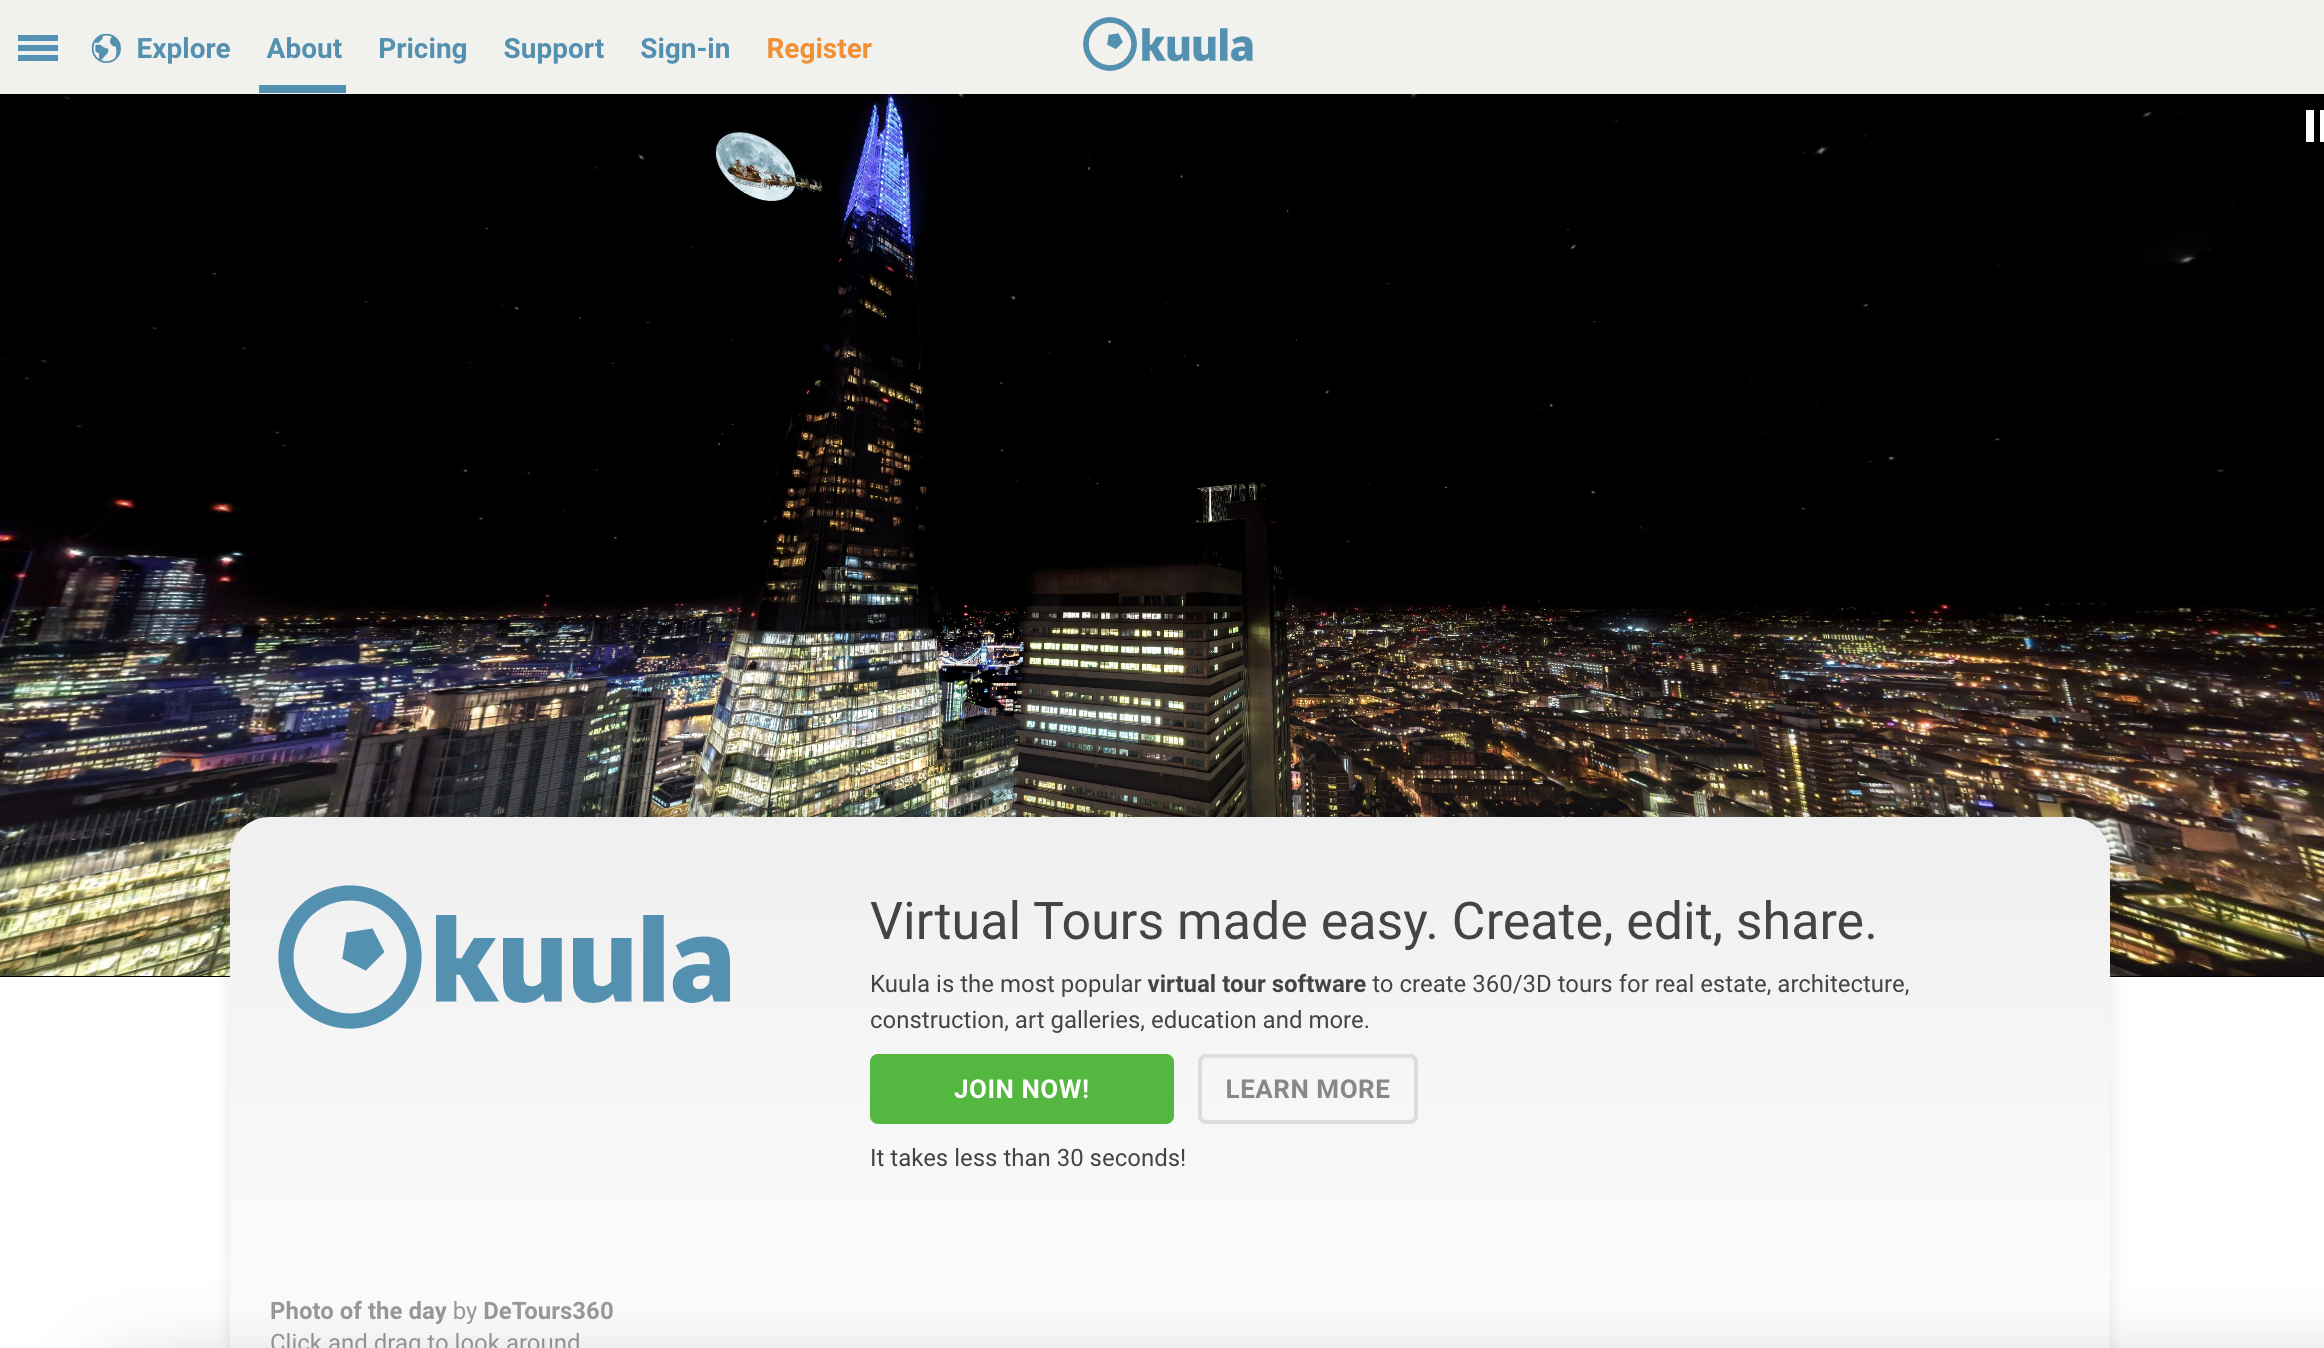 Explore About Pricing Support Sign-in Register
kuula
kuula
Virtual Tours made easy. Create, edit, share.
Kuula is the most popular virtual tour software to create 360/3D tours for real estate, architecture,
construction, art galleries, education and more.
JOIN NOW! LEARN MORE
It takes less than 30 seconds!
Photo of the day by DeTours360
Click and drag to look around